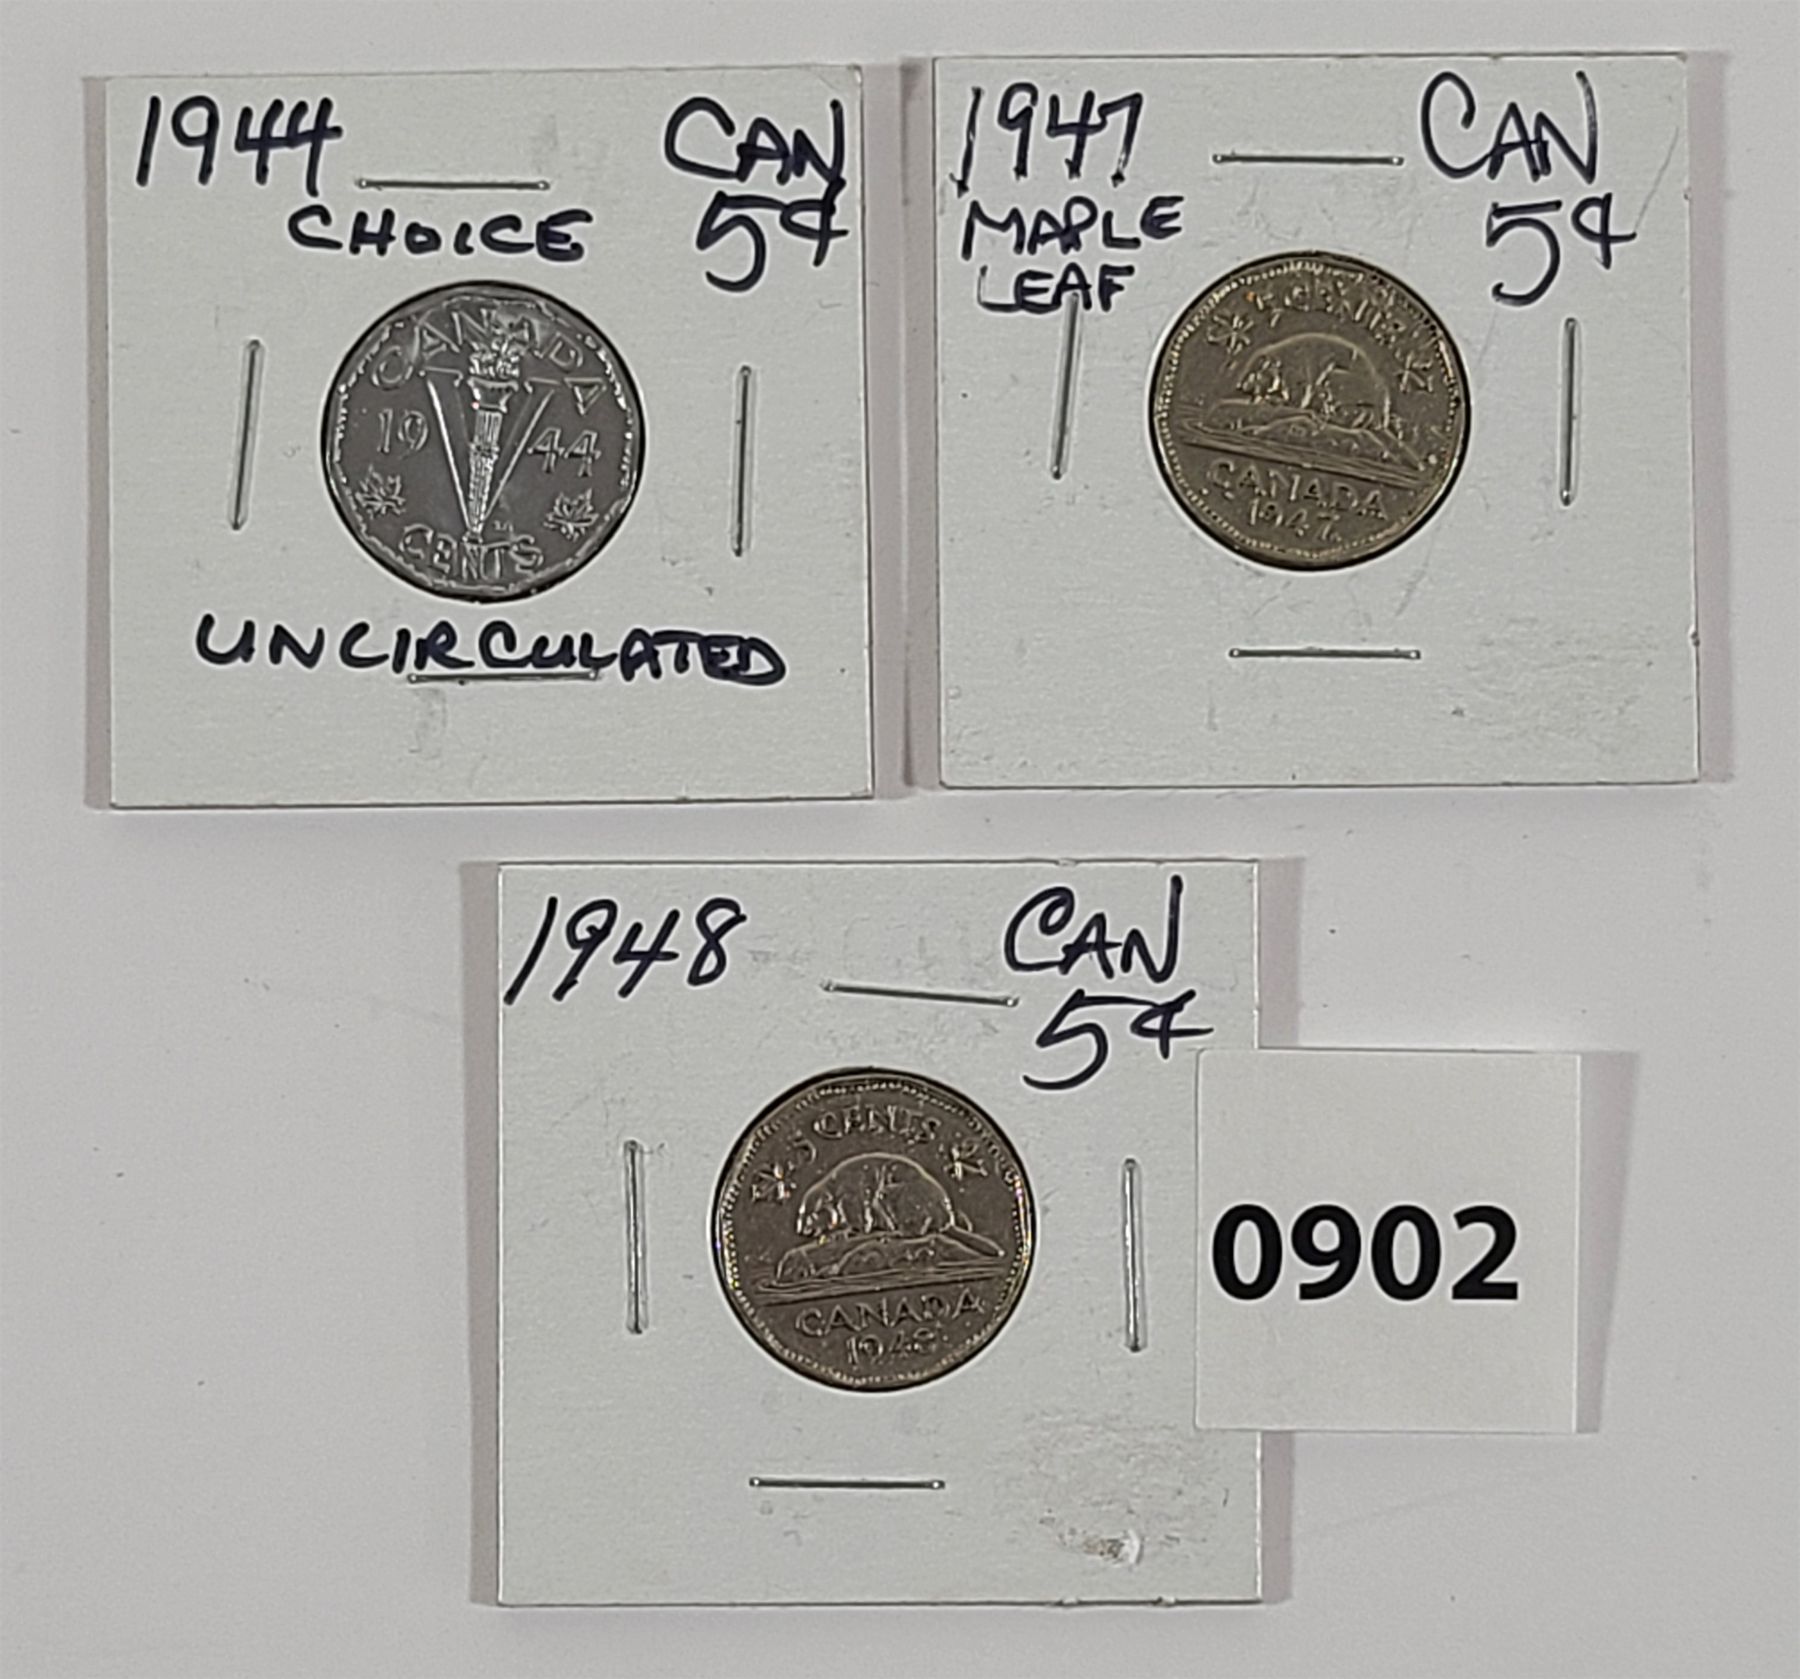 1944 CAN
CHOICE 5¢
CANADA
19 44
CENTS
UNCIRCULATED
1947 CAN
MAPLE 5¢
LEAF
5 CENTS
CANADA
1947
1948 CAN
5¢
5 CENTS
CANADA
1948
0902